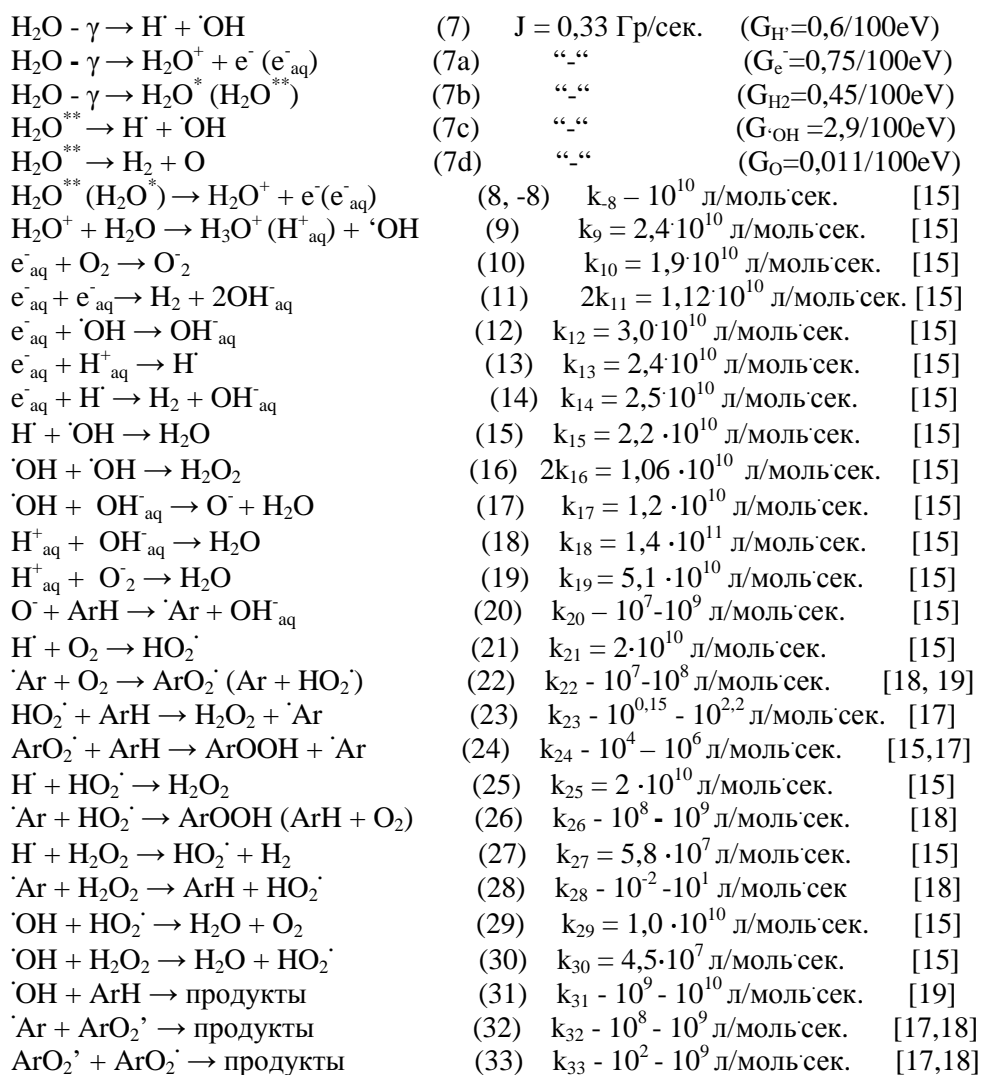 H₂O - γ → H˙ + ˙OH (7) J = 0,33 Гр/сек. (G_H˙=0,6/100eV)
H₂O - γ → H₂O⁺ + e⁻ (e⁻aq) (7a) “-“ (Gₑ⁻=0,75/100eV)
H₂O - γ → H₂O^* (H₂O^**) (7b) “-“ (G_H2=0,45/100eV)
H₂O^** → H˙ + ˙OH (7c) “-“ (G_˙OH =2,9/100eV)
H₂O^** → H₂ + O (7d) “-“ (G_O=0,011/100eV)
H₂O^** (H₂O^*) → H₂O⁺ + e⁻(e⁻aq) (8, -8) k₋₈ – 10¹⁰ л/моль˙сек. [15]
H₂O⁺ + H₂O → H₃O⁺ (H⁺aq) + ‘OH (9) k₉ = 2,4˙10¹⁰ л/моль˙сек. [15]
e⁻aq + O₂ → O⁻₂ (10) k₁₀ = 1,9˙10¹⁰ л/моль˙сек. [15]
e⁻aq + e⁻aq→ H₂ + 2OH⁻aq (11) 2k₁₁ = 1,12˙10¹⁰ л/моль˙сек. [15]
e⁻aq + ˙OH → OH⁻aq (12) k₁₂ = 3,0˙10¹⁰ л/моль˙сек. [15]
e⁻aq + H⁺aq → H˙ (13) k₁₃ = 2,4˙10¹⁰ л/моль˙сек. [15]
e⁻aq + H˙ → H₂ + OH⁻aq (14) k₁₄ = 2,5˙10¹⁰ л/моль˙сек. [15]
H˙ + ˙OH → H₂O (15) k₁₅ = 2,2 ·10¹⁰ л/моль˙сек. [15]
˙OH + ˙OH → H₂O₂ (16) 2k₁₆ = 1,06 ·10¹⁰ л/моль˙сек. [15]
˙OH + OH⁻aq → O⁻ + H₂O (17) k₁₇ = 1,2 ·10¹⁰ л/моль˙сек. [15]
H⁺aq + OH⁻aq → H₂O (18) k₁₈ = 1,4 ·10¹¹ л/моль˙сек. [15]
H⁺aq + O⁻₂ → H₂O (19) k₁₉ = 5,1 ·10¹⁰ л/моль˙сек. [15]
O⁻ + ArH → ˙Ar + OH⁻aq (20) k₂₀ – 10⁷-10⁹ л/моль˙сек. [15]
H˙ + O₂ → HO₂˙ (21) k₂₁ = 2·10¹⁰ л/моль˙сек. [15]
˙Ar + O₂ → ArO₂˙ (Ar + HO₂˙) (22) k₂₂ - 10⁷-10⁸ л/моль˙сек. [18, 19]
HO₂˙ + ArH → H₂O₂ + ˙Ar (23) k₂₃ - 10^0,15 - 10^2,2 л/моль˙сек. [17]
ArO₂˙ + ArH → ArOOH + ˙Ar (24) k₂₄ - 10⁴ – 10⁶ л/моль˙сек. [15,17]
H˙ + HO₂˙ → H₂O₂ (25) k₂₅ = 2 ·10¹⁰ л/моль˙сек. [15]
˙Ar + HO₂˙ → ArOOH (ArH + O₂) (26) k₂₆ - 10⁸ - 10⁹ л/моль˙сек. [18]
H˙ + H₂O₂ → HO₂˙ + H₂ (27) k₂₇ = 5,8 ·10⁷ л/моль˙сек. [15]
˙Ar + H₂O₂ → ArH + HO₂˙ (28) k₂₈ - 10⁻² -10¹ л/моль˙сек [18]
˙OH + HO₂˙ → H₂O + O₂ (29) k₂₉ = 1,0 ·10¹⁰ л/моль˙сек. [15]
˙OH + H₂O₂ → H₂O + HO₂˙ (30) k₃₀ = 4,5·10⁷ л/моль˙сек. [15]
˙OH + ArH → продукты (31) k₃₁ - 10⁹ - 10¹⁰ л/моль˙сек. [19]
˙Ar + ArO₂’ → продукты (32) k₃₂ - 10⁸ - 10⁹ л/моль˙сек. [17,18]
ArO₂’ + ArO₂˙ → продукты (33) k₃₃ - 10² - 10⁹ л/моль˙сек. [17,18]